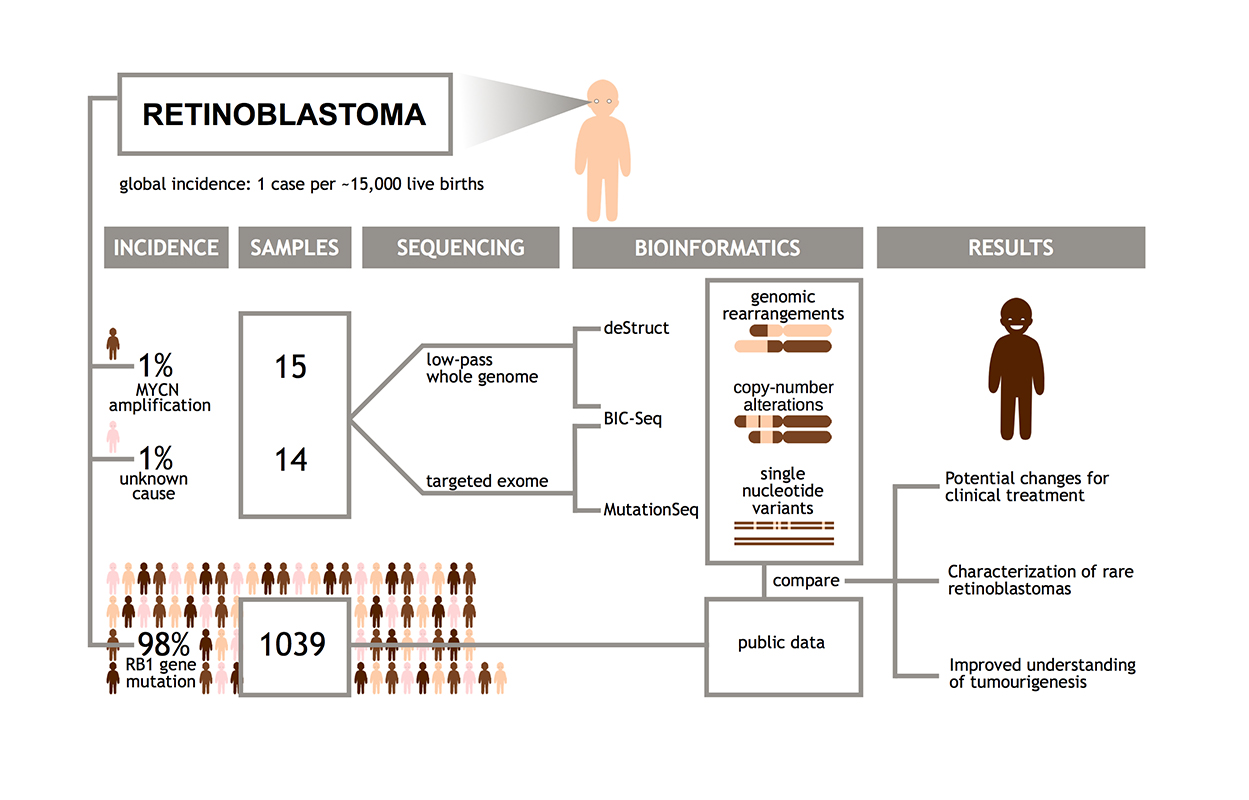 RETINOBLASTOMA
global incidence: 1 case per ~15,000 live births
INCIDENCE
SAMPLES
SEQUENCING
BIOINFORMATICS
RESULTS
1%
MYCN
amplification
1%
unknown
cause
98%
RB1 gene
mutation
15
14
1039
low-pass
whole genome
targeted exome
deStruct
BIC-Seq
MutationSeq
genomic
rearrangements
copy-number
alterations
single
nucleotide
variants
compare
public data
Potential changes for
clinical treatment
Characterization of rare
retinoblastomas
Improved understanding
of tumourigenesis